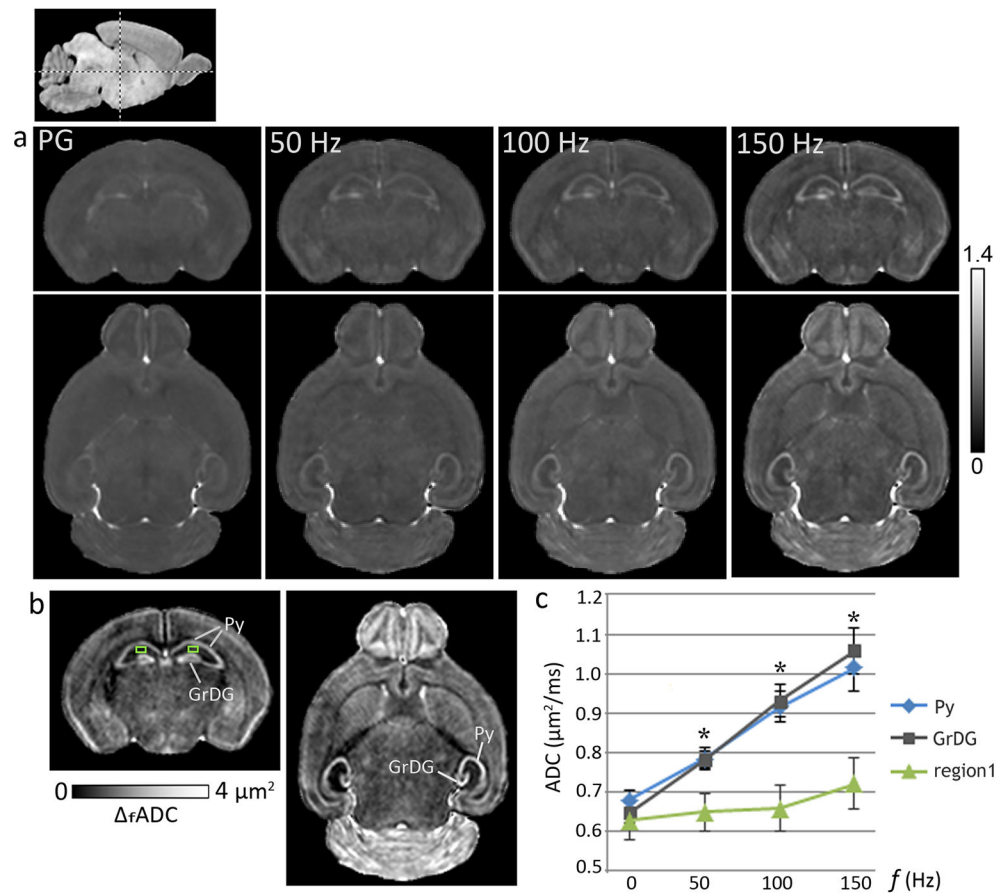 a
PG
50 Hz
100 Hz
150 Hz
1.4
0
b
Py
GrDG
0
4 μm²
ΔfADC
Py
GrDG
c
ADC (μm²/ms)
1.2
1.1
1.0
0.9
0.8
0.7
0.6
0.5
*
*
*
0
50
100
150
f (Hz)
Py
GrDG
region1